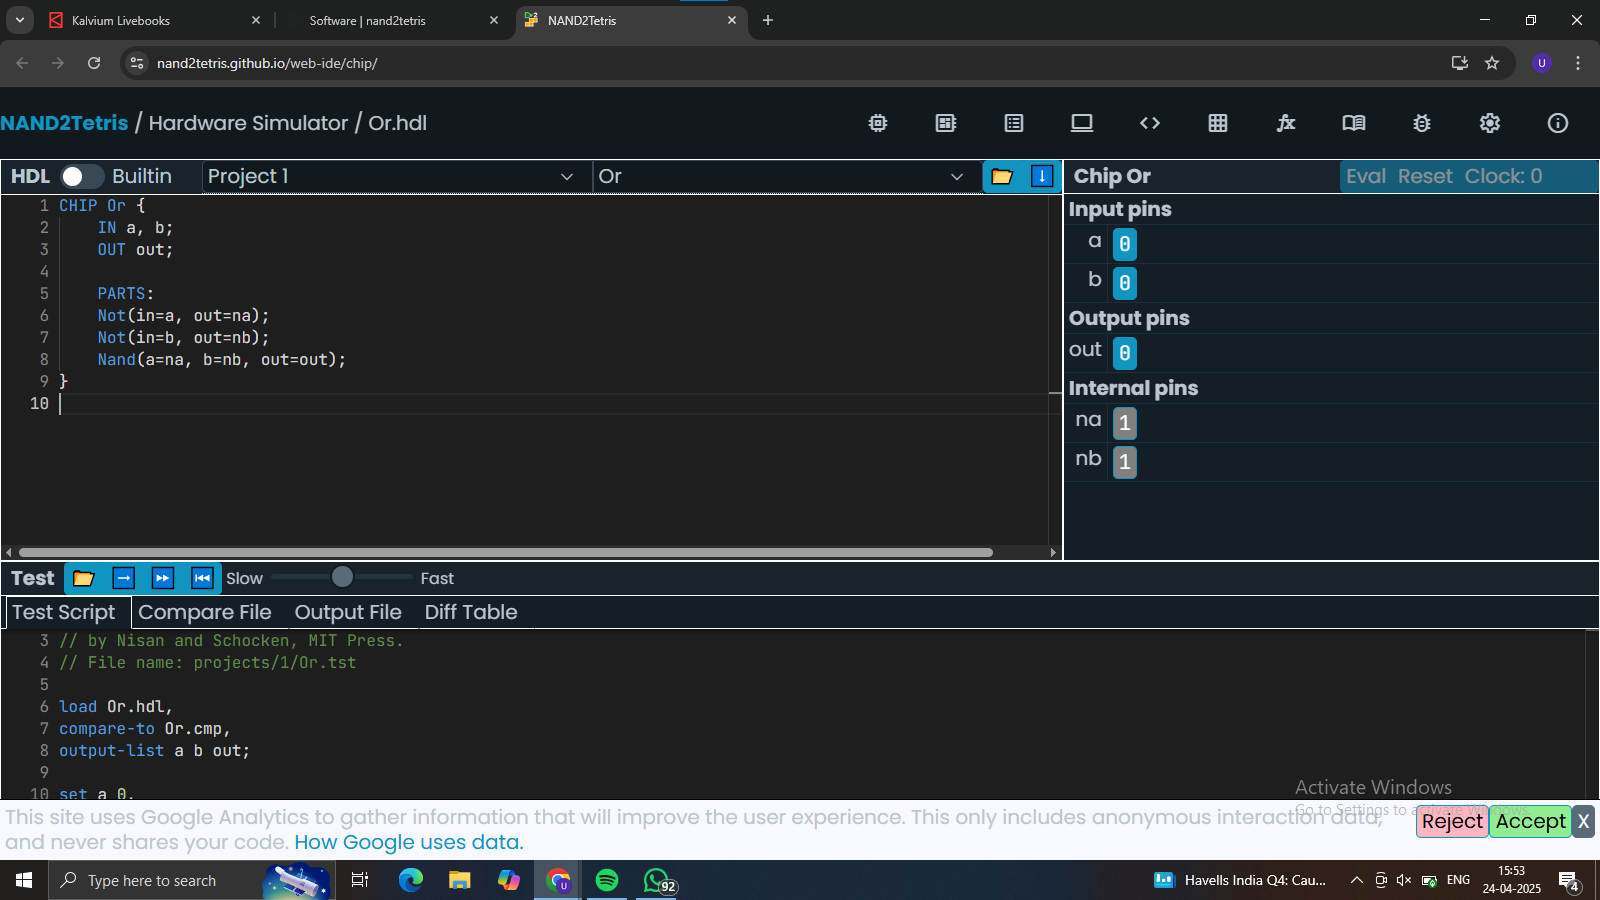 Kalvium Livebooks
Software | nand2tetris
NAND2Tetris
nand2tetris.github.io/web-ide/chip/
U
NAND2Tetris / Hardware Simulator / Or.hdl
HDL Builtin Project 1 Or
Chip Or Eval Reset Clock: 0
1 CHIP Or {
2 IN a, b;
3 OUT out;
4
5 PARTS:
6 Not(in=a, out=na);
7 Not(in=b, out=nb);
8 Nand(a=na, b=nb, out=out);
9 }
10
Input pins
a 0
b 0
Output pins
out 0
Internal pins
na 1
nb 1
Test Slow Fast
Test Script Compare File Output File Diff Table
3 // by Nisan and Schocken, MIT Press.
4 // File name: projects/1/Or.tst
5
6 load Or.hdl,
7 compare-to Or.cmp,
8 output-list a b out;
9
10 set a 0,
Activate Windows
Go to Settings to activate Windows.
This site uses Google Analytics to gather information that will improve the user experience. This only includes anonymous interaction data,
and never shares your code. How Google uses data.
Reject Accept X
Type here to search
U
92
Havells India Q4: Cau...
ENG
15:53
24-04-2025
4